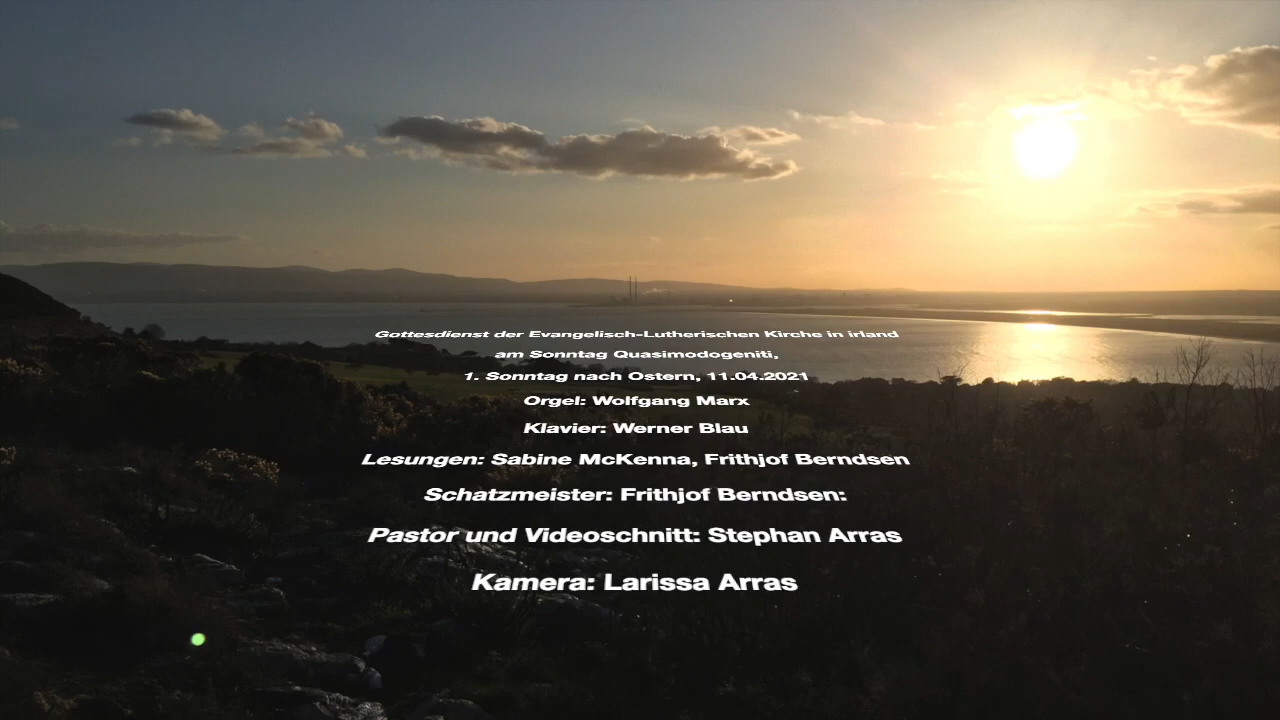 Gottesdienst der Evangelisch-Lutherischen Kirche in irland
am Sonntag Quasimodogeniti,
1. Sonntag nach Ostern, 11.04.2021
Orgel: Wolfgang Marx
Klavier: Werner Blau
Lesungen: Sabine McKenna, Frithjof Berndsen
Schatzmeister: Frithjof Berndsen:
Pastor und Videoschnitt: Stephan Arras
Kamera: Larissa Arras